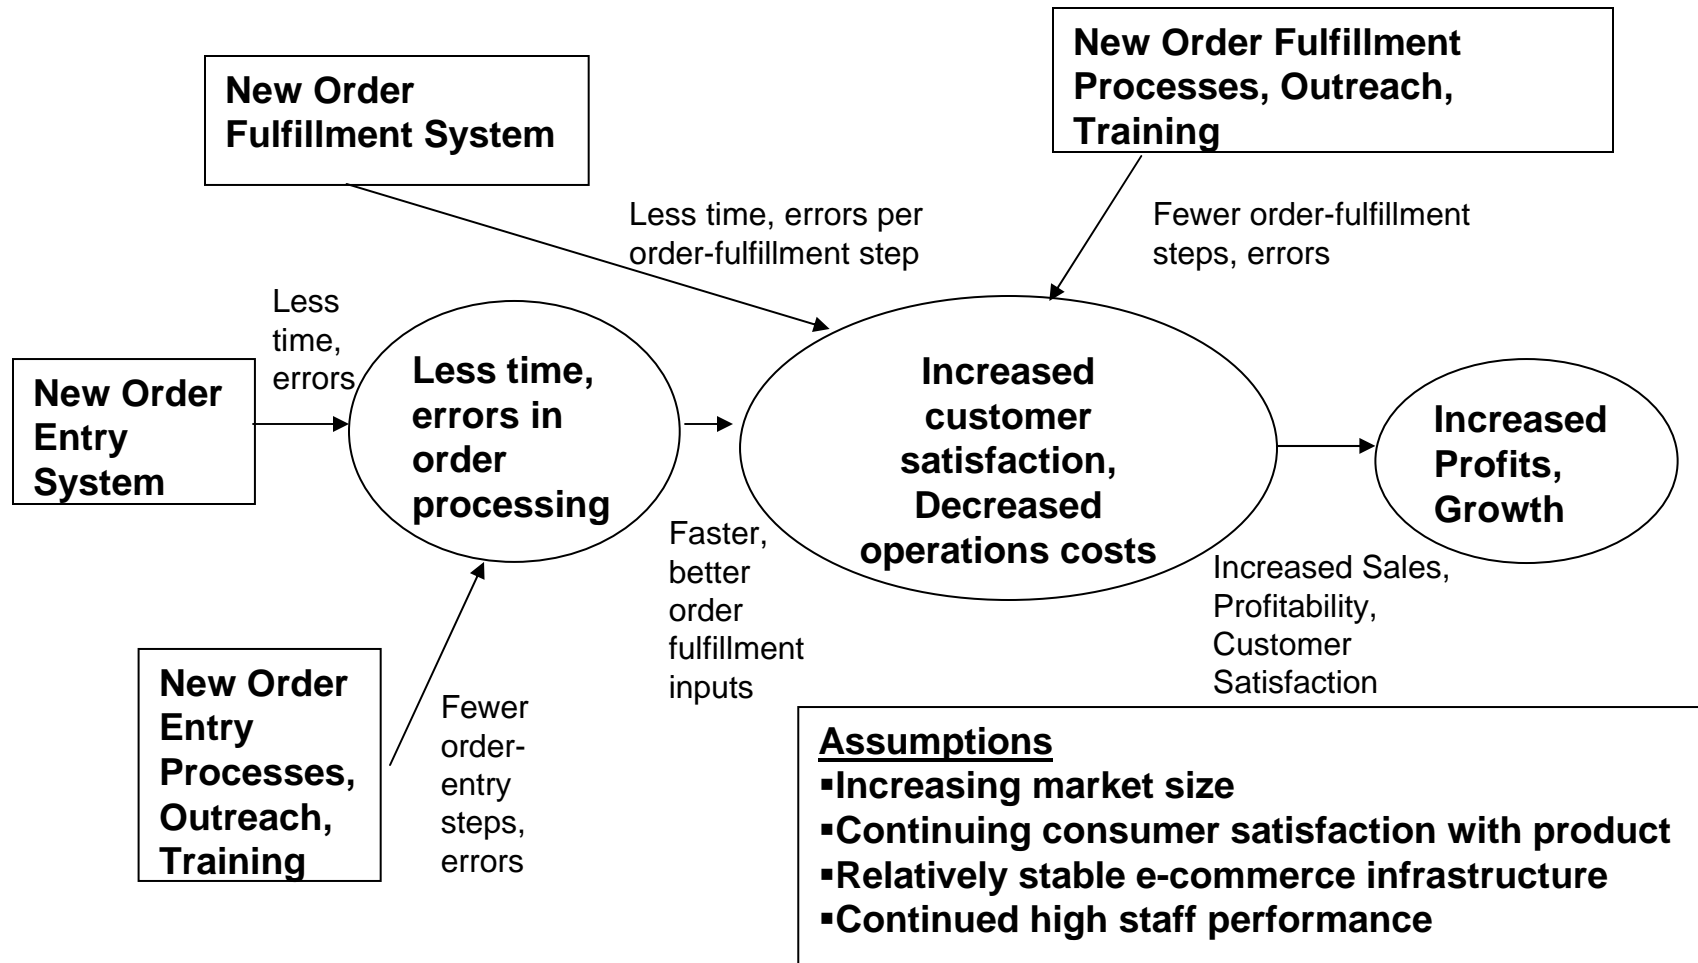 New Order
Fulfillment System
New Order Fulfillment
Processes, Outreach,
Training
Less time, errors per
order-fulfillment step
Fewer order-fulfillment
steps, errors
Less
time,
errors
New Order
Entry
System
Less time,
errors in
order
processing
Increased
customer
satisfaction,
Decreased
operations costs
Increased
Profits,
Growth
Faster,
better
order
fulfillment
inputs
Increased Sales,
Profitability,
Customer
Satisfaction
New Order
Entry
Processes,
Outreach,
Training
Fewer
order-
entry
steps,
errors
Assumptions
▪Increasing market size
▪Continuing consumer satisfaction with product
▪Relatively stable e-commerce infrastructure
▪Continued high staff performance